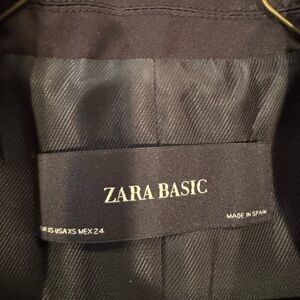 ZARA BASIC
MADE IN SPAIN
XS USA XS MEX 24